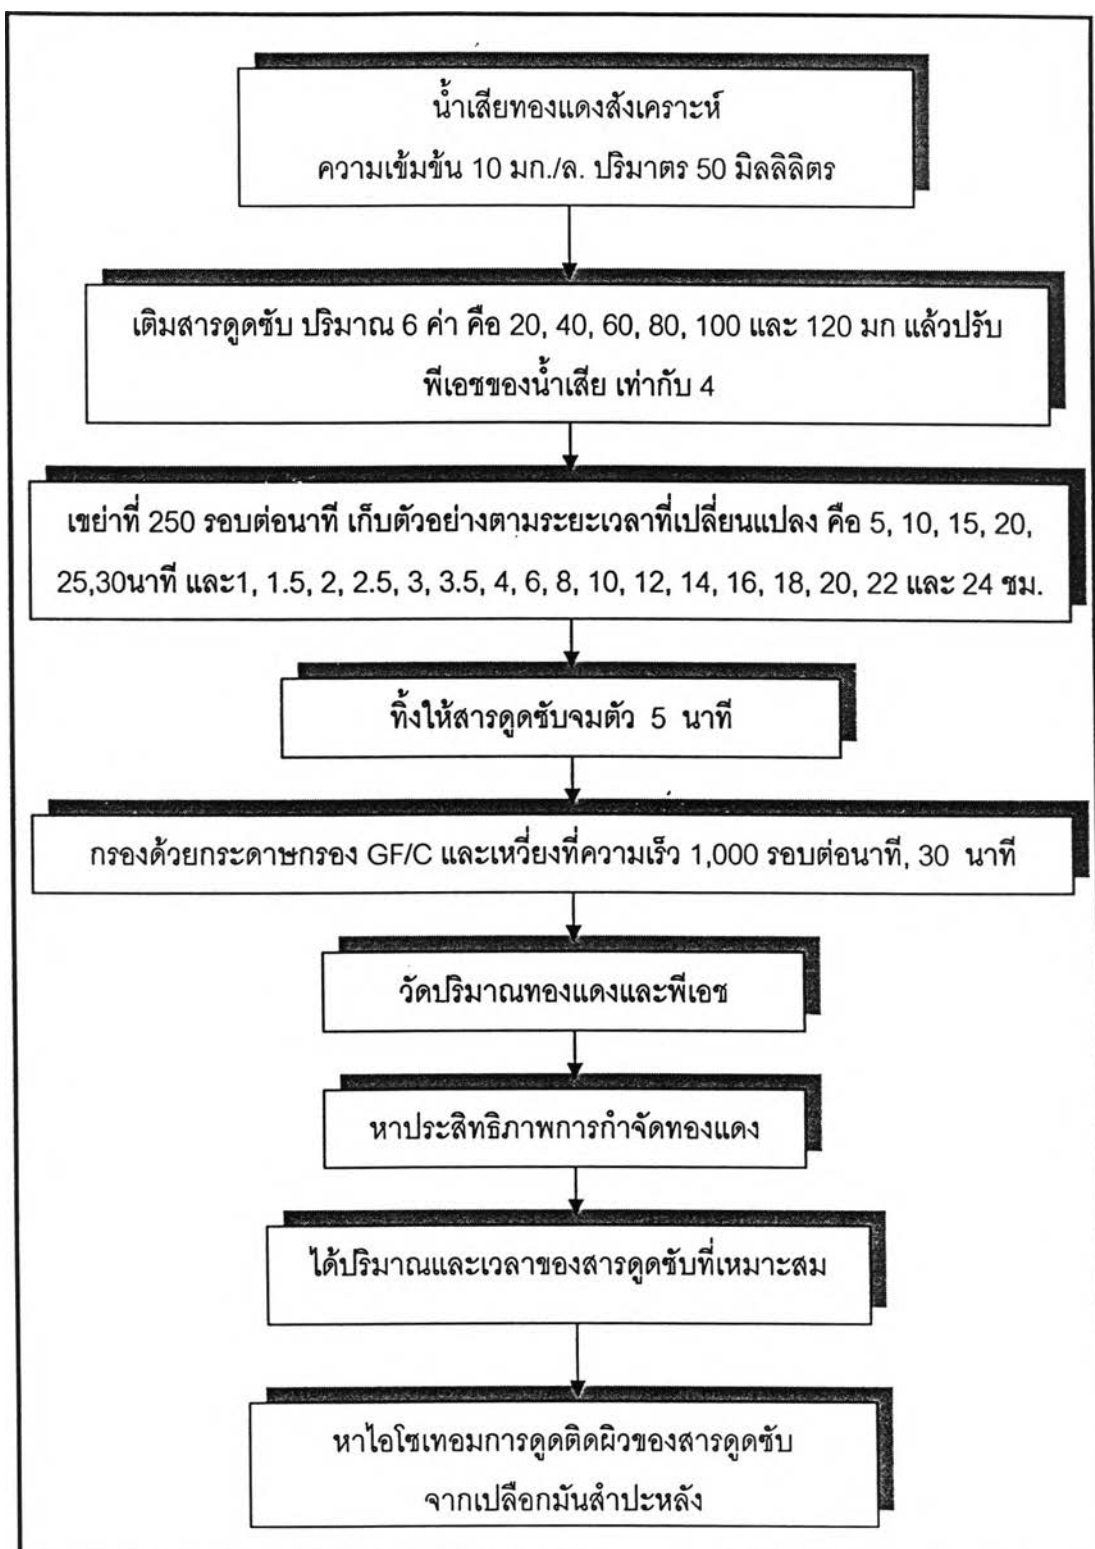 น้ำเสียทองแดงสังเคราะห์
ความเข้มข้น 10 มก./ล. ปริมาตร 50 มิลลิลิตร
เติมสารดูดซับ ปริมาณ 6 ค่า คือ 20, 40, 60, 80, 100 และ 120 มก แล้วปรับ
พีเอชของน้ำเสีย เท่ากับ 4
เขย่าที่ 250 รอบต่อนาที เก็บตัวอย่างตามระยะเวลาที่เปลี่ยนแปลง คือ 5, 10, 15, 20,
25,30นาที และ1, 1.5, 2, 2.5, 3, 3.5, 4, 6, 8, 10, 12, 14, 16, 18, 20, 22 และ 24 ชม.
ทิ้งให้สารดูดซับจมตัว 5 นาที
กรองด้วยกระดาษกรอง GF/C และเหวี่ยงที่ความเร็ว 1,000 รอบต่อนาที, 30 นาที
วัดปริมาณทองแดงและพีเอช
หาประสิทธิภาพการกำจัดทองแดง
ได้ปริมาณและเวลาของสารดูดซับที่เหมาะสม
หาไอโซเทอมการดูดติดผิวของสารดูดซับ
จากเปลือกมันสำปะหลัง